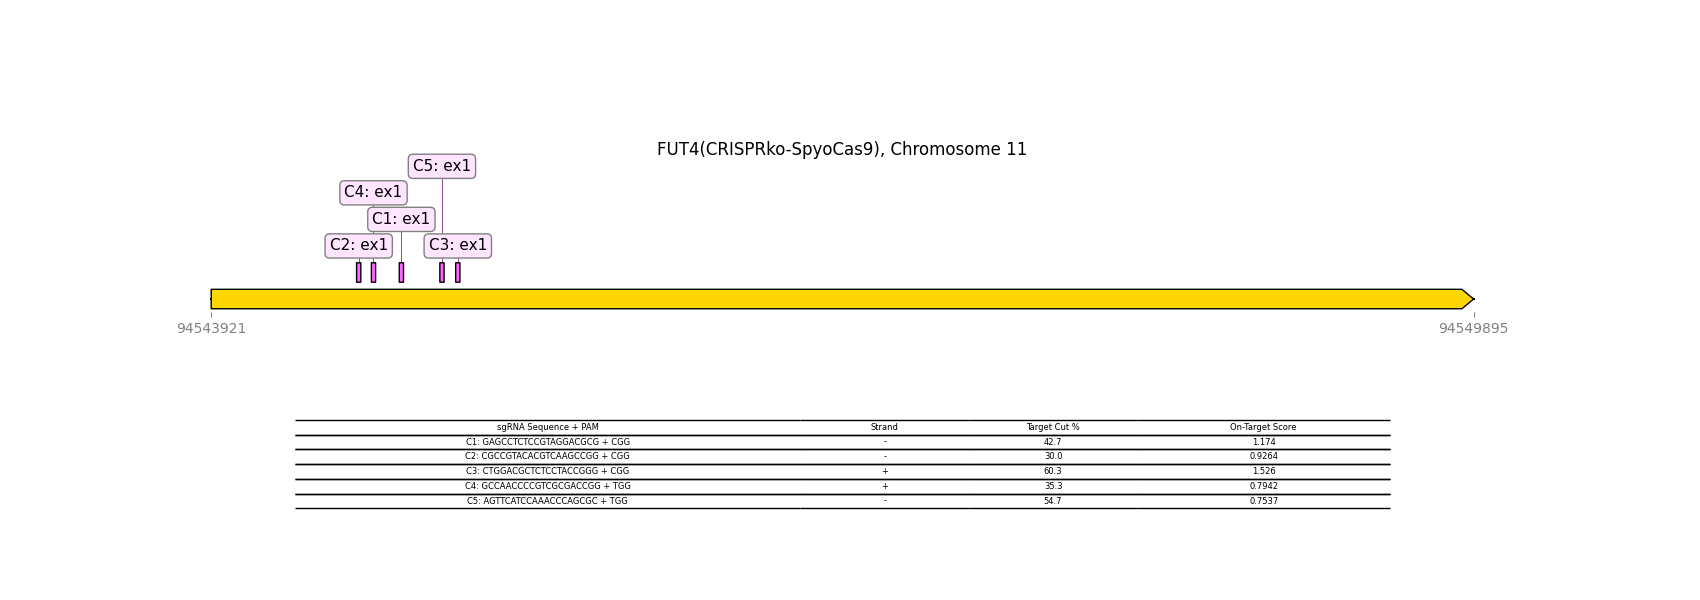 FUT4(CRISPRko-SpyoCas9), Chromosome 11
C5: ex1
C4: ex1
C1: ex1
C2: ex1 C3: ex1
94543921 94549895
sgRNA Sequence + PAM Strand Target Cut % On-Target Score
C1: GAGCCTCTCCGTAGGACGCG + CGG - 42.7 1.174
C2: CGCCGTACACGTCAAGCCGG + CGG - 30.0 0.9264
C3: CTGGACGCTCTCCTACCGGG + CGG + 60.3 1.526
C4: GCCAACCCCGTCGCGACCGG + TGG + 35.3 0.7942
C5: AGTTCATCCAAACCCAGCGC + TGG - 54.7 0.7537